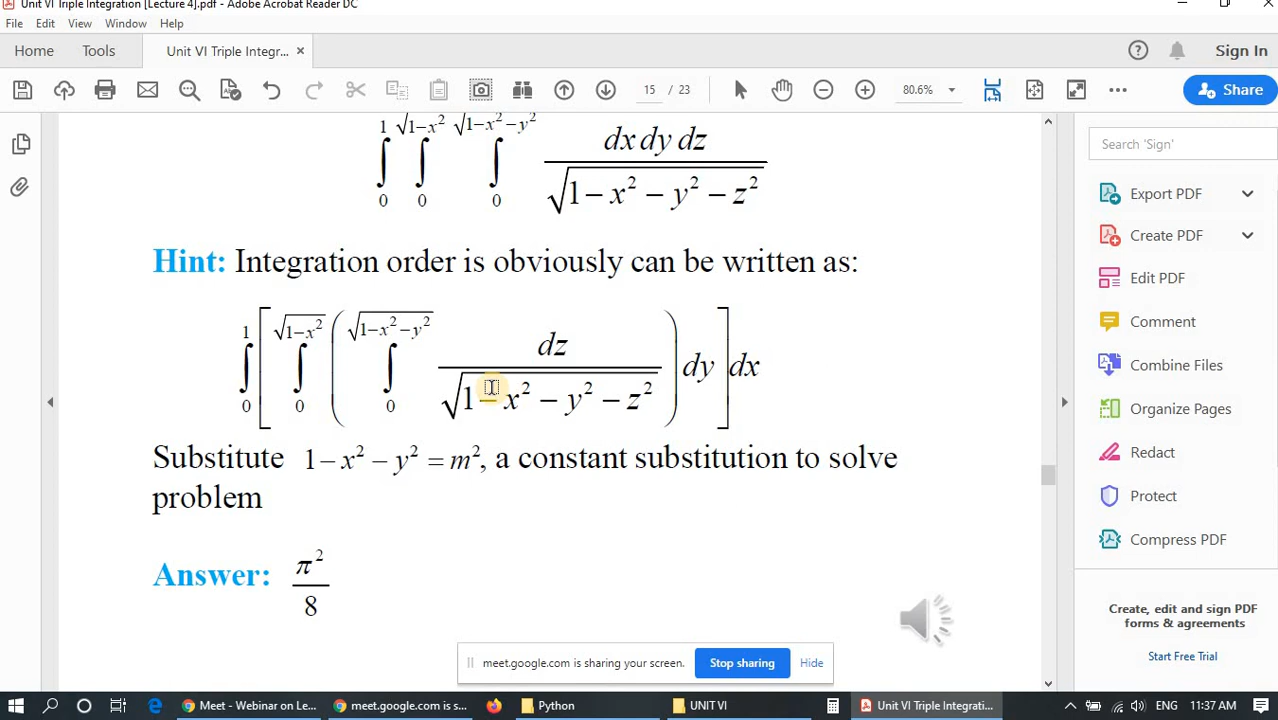 Unit VI Triple Integration [Lecture 4].pdf - Adobe Acrobat Reader DC
File Edit View Window Help
Home Tools Unit VI Triple Integr... × Sign In
15 / 23 80.6% Share
∫₀¹ ∫₀^√(1−x²) ∫₀^√(1−x²−y²) dx dy dz / √(1−x²−y²−z²)
Hint: Integration order is obviously can be written as:
∫₀¹ [ ∫₀^√(1−x²) ( ∫₀^√(1−x²−y²) dz / √(1−x²−y²−z²) ) dy ] dx
Substitute 1−x²−y²=m², a constant substitution to solve
problem
Answer: π²/8
Search 'Sign'
Export PDF
Create PDF
Edit PDF
Comment
Combine Files
Organize Pages
Redact
Protect
Compress PDF
Create, edit and sign PDF
forms & agreements
Start Free Trial
meet.google.com is sharing your screen. Stop sharing Hide
Meet - Webinar on Le... meet.google.com is s... Python UNIT VI Unit VI Triple Integrati... ENG 11:37 AM